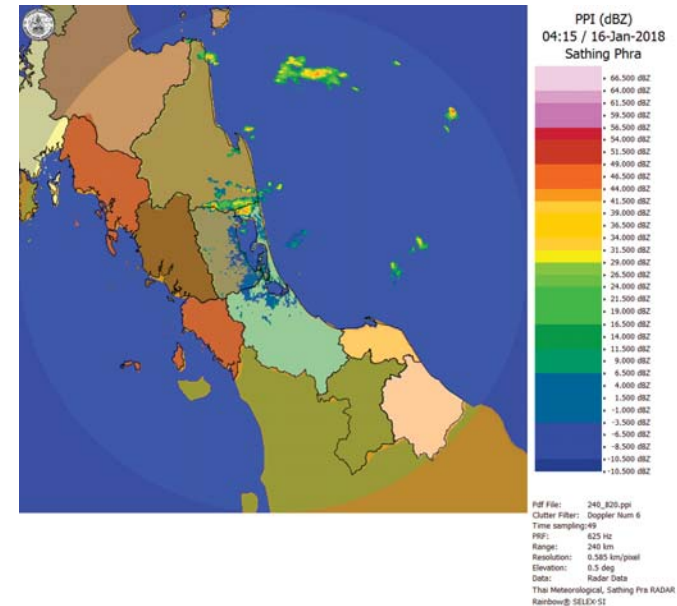 PPI (dBZ)
04:15 / 16-Jan-2018
Sathing Phra
66.500 dBZ
64.000 dBZ
61.500 dBZ
59.500 dBZ
56.500 dBZ
54.000 dBZ
51.500 dBZ
49.000 dBZ
46.500 dBZ
44.000 dBZ
41.500 dBZ
39.000 dBZ
36.500 dBZ
34.000 dBZ
31.500 dBZ
29.000 dBZ
26.500 dBZ
24.000 dBZ
21.500 dBZ
19.000 dBZ
16.500 dBZ
14.000 dBZ
11.500 dBZ
9.000 dBZ
6.500 dBZ
4.000 dBZ
1.500 dBZ
-1.000 dBZ
-3.500 dBZ
-6.500 dBZ
-8.500 dBZ
-10.500 dBZ
-10.500 dBZ
Pdf File: 240_820.ppi
Clutter Filter: Doppler Num 6
Time sampling:49
PRF: 625 Hz
Range: 240 km
Resolution: 0.585 km/pixel
Elevation: 0.5 deg
Data: Radar Data
Thai Meteorological, Sathing Pra RADAR
Rainbow® SELEX-SI